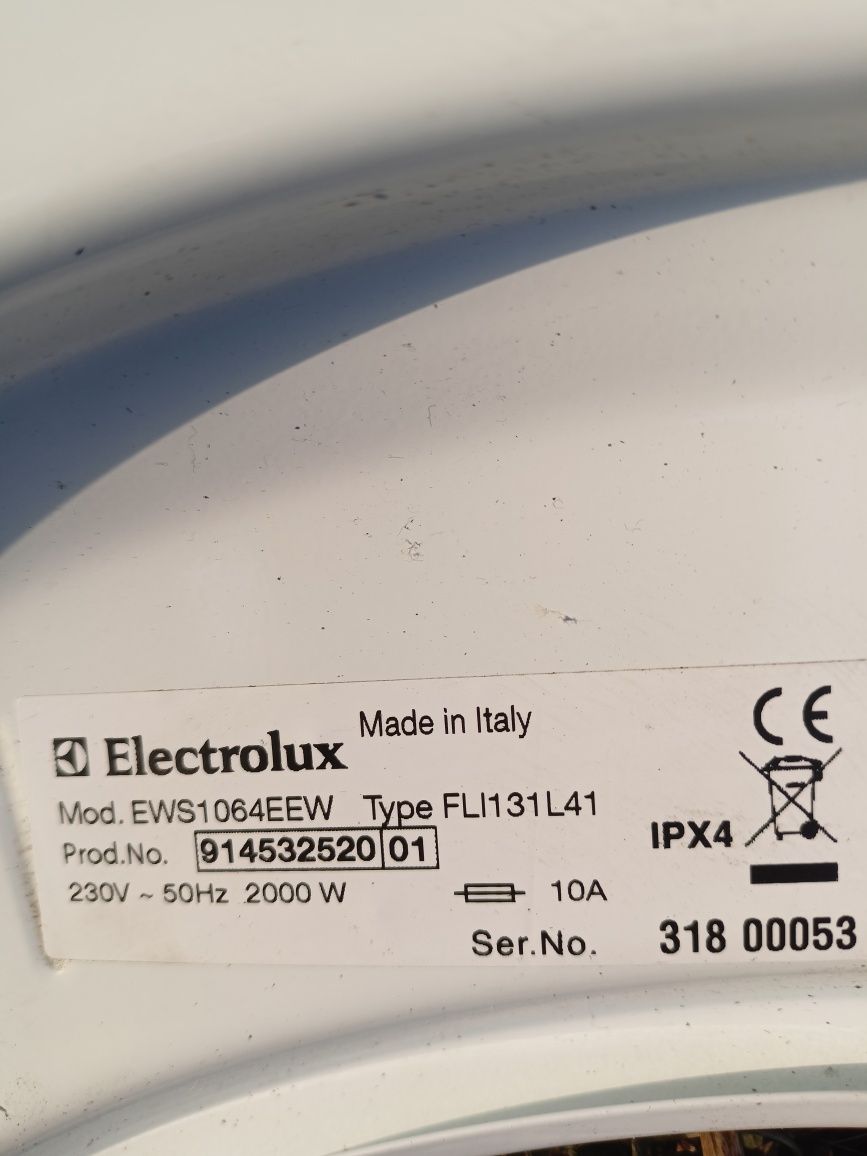 Made in Italy
Electrolux
Mod. EWS1064EEW Type FLI131L41
Prod.No. 914532520 01
IPX4
230V ~ 50Hz 2000 W 10A
Ser.No. 318 00053
CE